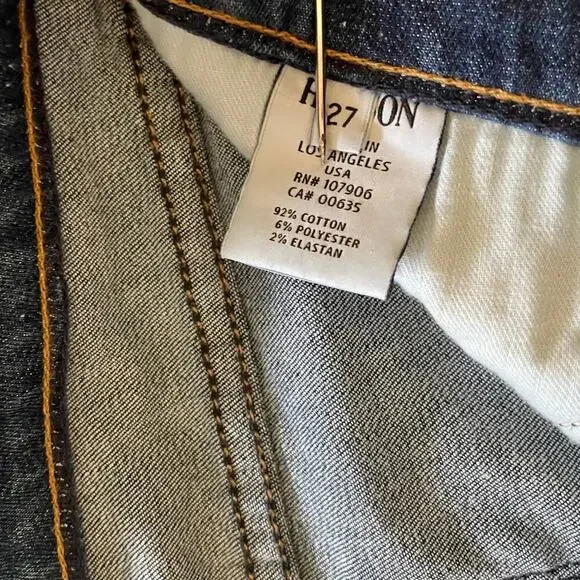 27
IN
LOS ANGELES
USA
RN# 107906
CA# 00635
92% COTTON
6% POLYESTER
2% ELASTAN